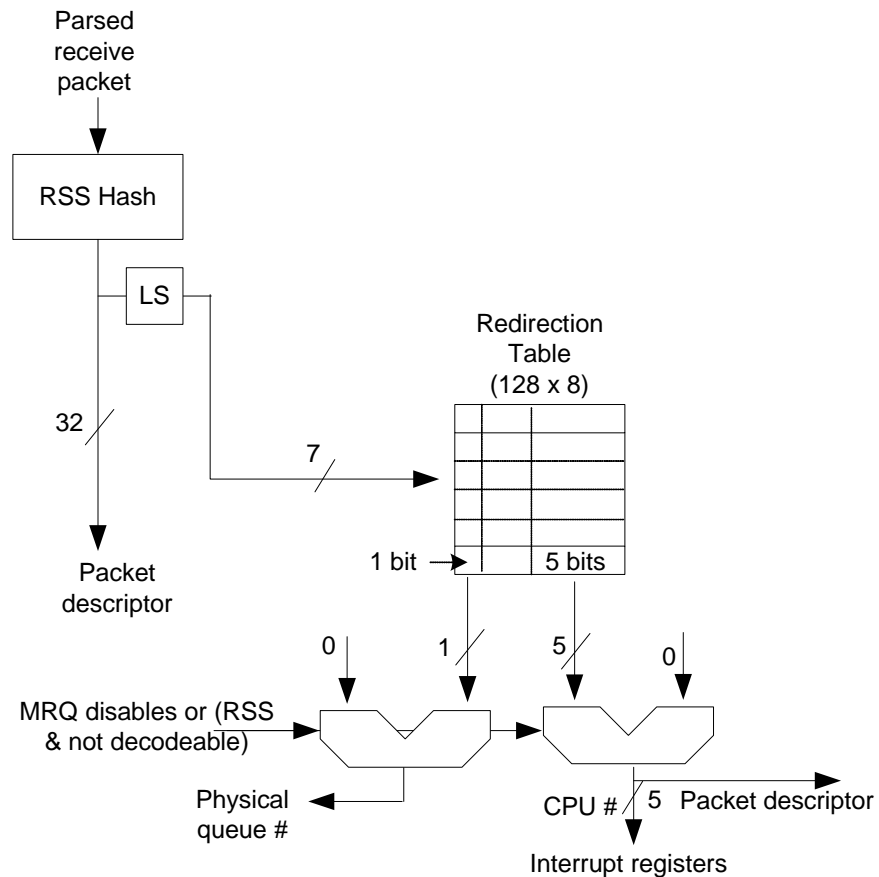 Parsed
receive
packet
RSS Hash
LS
Redirection
Table
(128 x 8)
32
7
1 bit
5 bits
Packet
descriptor
0
1
5
0
MRQ disables or (RSS
& not decodeable)
Physical
queue #
CPU #
5
Packet descriptor
Interrupt registers